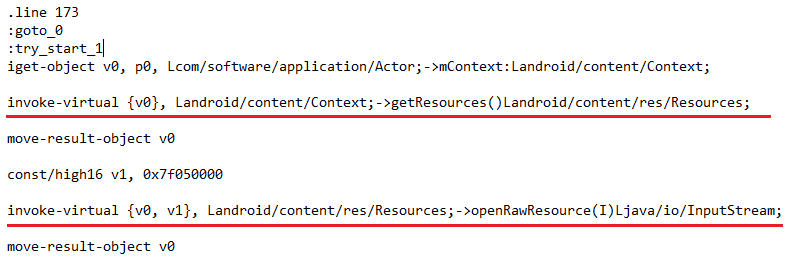 .line 173
:goto_0
:try_start_1
iget-object v0, p0, Lcom/software/application/Actor;->mContext:Landroid/content/Context;
invoke-virtual {v0}, Landroid/content/Context;->getResources()Landroid/content/res/Resources;
move-result-object v0
const/high16 v1, 0x7f050000
invoke-virtual {v0, v1}, Landroid/content/res/Resources;->openRawResource(I)Ljava/io/InputStream;
move-result-object v0